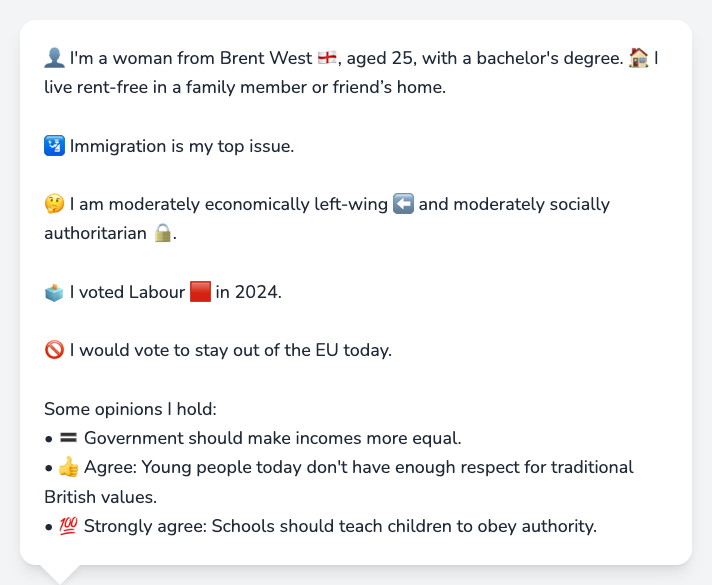 👤 I'm a woman from Brent West 🏴󠁧󠁢󠁥󠁮󠁧󠁿, aged 25, with a bachelor's degree. 🏠 I
live rent-free in a family member or friend’s home.
🛂 Immigration is my top issue.
🤔 I am moderately economically left-wing ⬅️ and moderately socially
authoritarian 🔒.
🗳️ I voted Labour 🟥 in 2024.
🚫 I would vote to stay out of the EU today.
Some opinions I hold:
• 🟰 Government should make incomes more equal.
• 👍 Agree: Young people today don't have enough respect for traditional
British values.
• 💯 Strongly agree: Schools should teach children to obey authority.